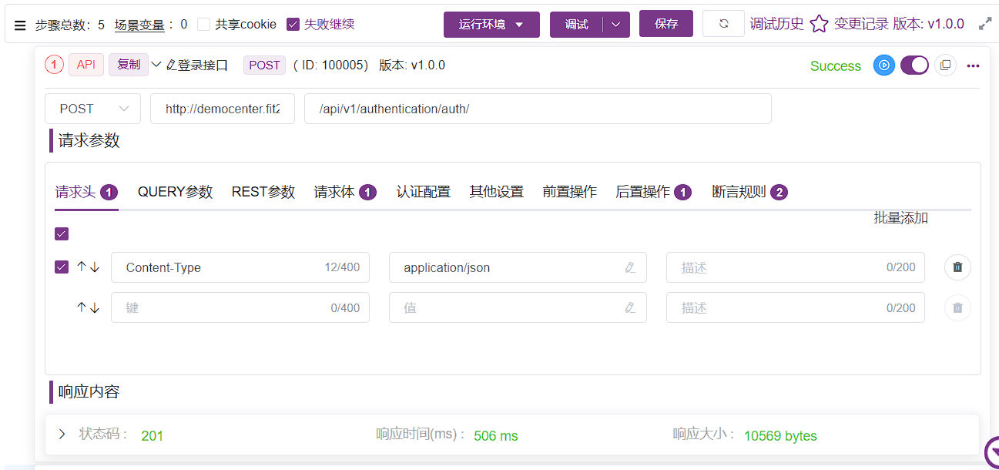 步骤总数：5 场景变量： 0 共享cookie 失败继续 运行环境 调试 保存 调试历史 变更记录 版本: v1.0.0
1 API 复制 登录接口 POST ( ID: 100005) 版本: v1.0.0 Success
POST http://democenter.fit2 /api/v1/authentication/auth/
请求参数
请求头 1 QUERY参数 REST参数 请求体 1 认证配置 其他设置 前置操作 后置操作 1 断言规则 2
批量添加
Content-Type 12/400 application/json 描述 0/200
键 0/400 值 描述 0/200
响应内容
状态码： 201 响应时间(ms)： 506 ms 响应大小： 10569 bytes